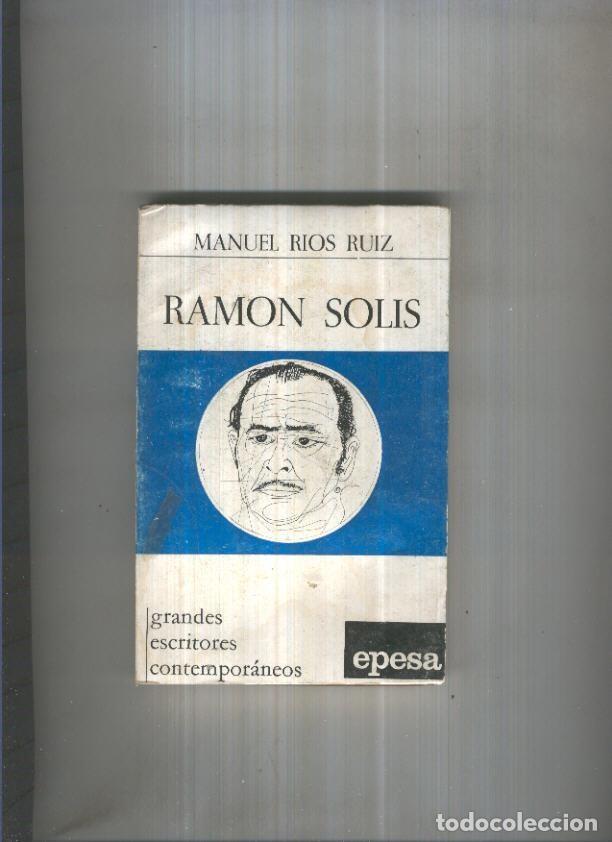 MANUEL RIOS RUIZ
RAMON SOLIS
grandes
escritores
contemporáneos
epesa
todocoleccion